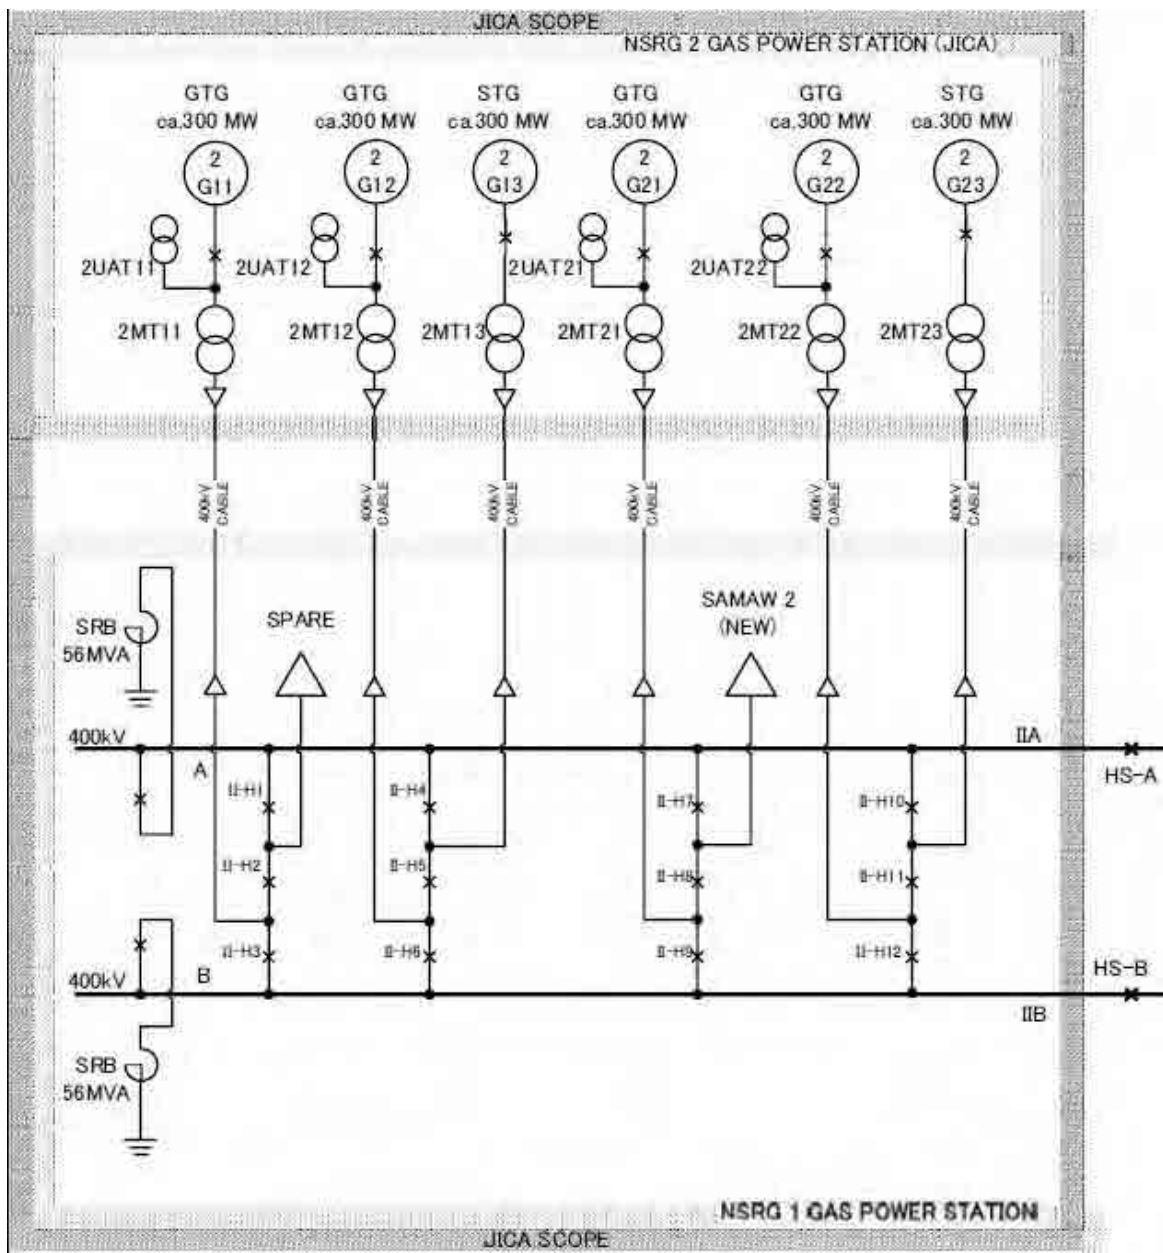 JICA SCOPE
NSRG 2 GAS POWER STATION (JICA)
GTG
ca.300 MW
GTG
ca.300 MW
STG
ca.300 MW
GTG
ca.300 MW
GTG
ca.300 MW
STG
ca.300 MW
2
G11
2
G12
2
G13
2
G21
2
G22
2
G23
2UAT11
2UAT12
2UAT21
2UAT22
2MT11
2MT12
2MT13
2MT21
2MT22
2MT23
400kV
CABLE
400kV
CABLE
400kV
CABLE
400kV
CABLE
400kV
CABLE
400kV
CABLE
SRB
56MVA
SPARE
SAMAW 2
(NEW)
400kV
A
IIA
HS-A
II-H1
II-H4
II-H7
II-H10
II-H2
II-H5
II-H8
II-H11
II-H3
II-H6
II-H9
II-H12
400kV
B
HS-B
IIB
SRB
56MVA
NSRG 1 GAS POWER STATION
JICA SCOPE